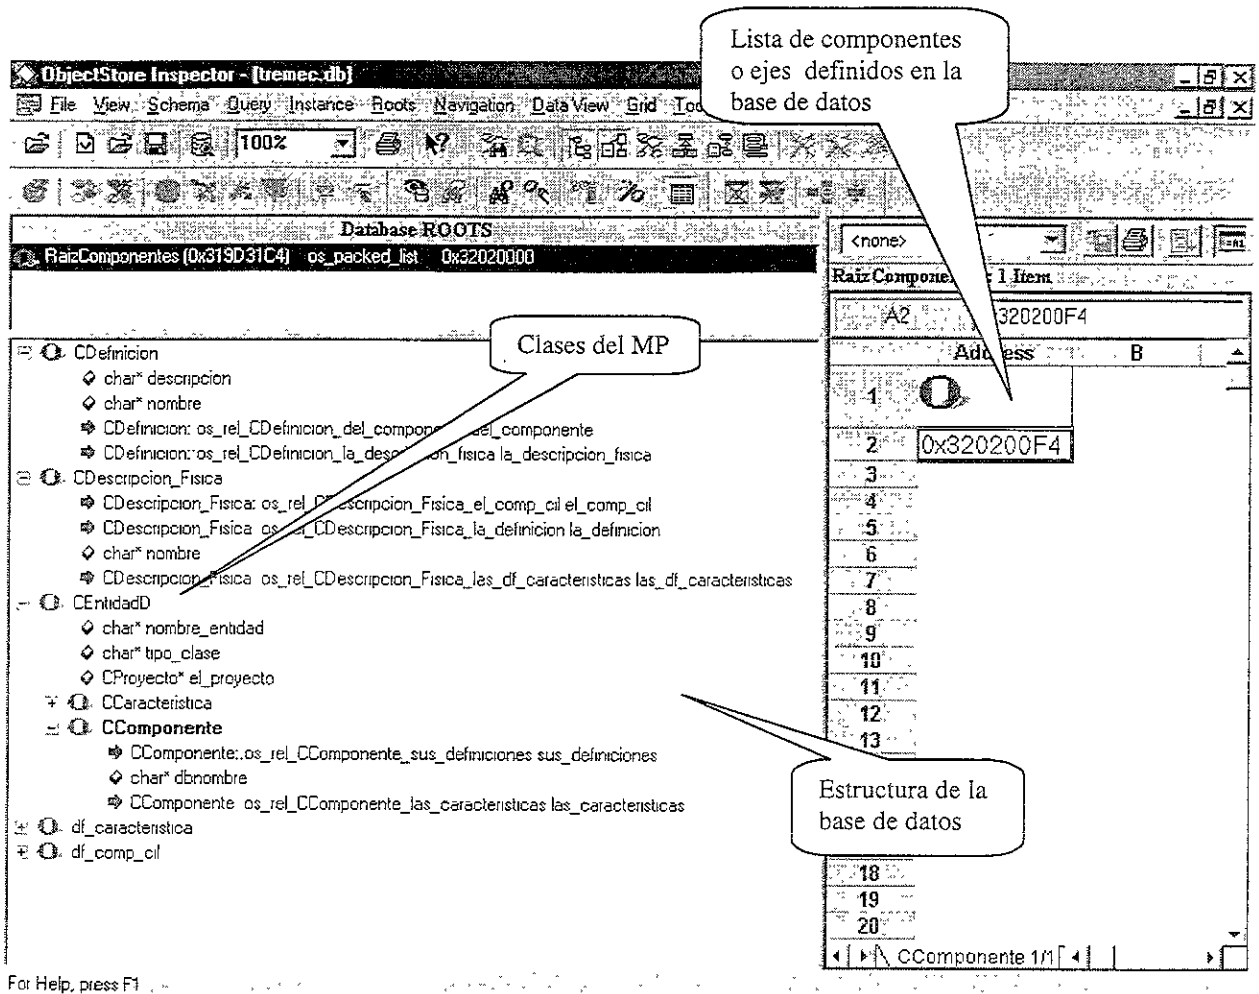 Lista de componentes
o ejes definidos en la
base de datos
ObjectStore Inspector - [tremec.db]
File View Schema Query Instance Roots Navigation Data View Grid
100%
Database ROOTS
RaizComponentes (0x319D31C4) os_packed_list 0x32020000
<none>
1 Item
A2 320200F4
Clases del MP
Address B
CDefinicion
char* descripcion
char* nombre
CDefinicion: os_rel_CDefinicion_del_compon del_componente
CDefinicion::os_rel_CDefinicion_la_descripcion_fisica la_descripcion_fisica
CDescripcion_Fisica
CDescripcion_Fisica: os_rel_CDescripcion_Fisica_el_comp_cil el_comp_cil
CDescripcion_Fisica os_rel_CDescripcion_Fisica_la_definicion la_definicion
char* nombre
CDescripcion_Fisica os_rel_CDescripcion_Fisica_las_df_caracteristicas las_df_caracteristicas
CEntidadD
char* nombre_entidad
char* tipo_clase
CProyecto* el_proyecto
CCaracteristica
CComponente
CComponente:.os_rel_CComponente_sus_definiciones sus_definiciones
char* dbnombre
CComponente os_rel_CComponente_las_caracteristicas las_caracteristicas
df_caracteristica
df_comp_cil
1
2 0x320200F4
3
4
5
6
7
8
9
10
11
12
13
Estructura de la
base de datos
18
19
20
CComponente 1/1
For Help, press F1